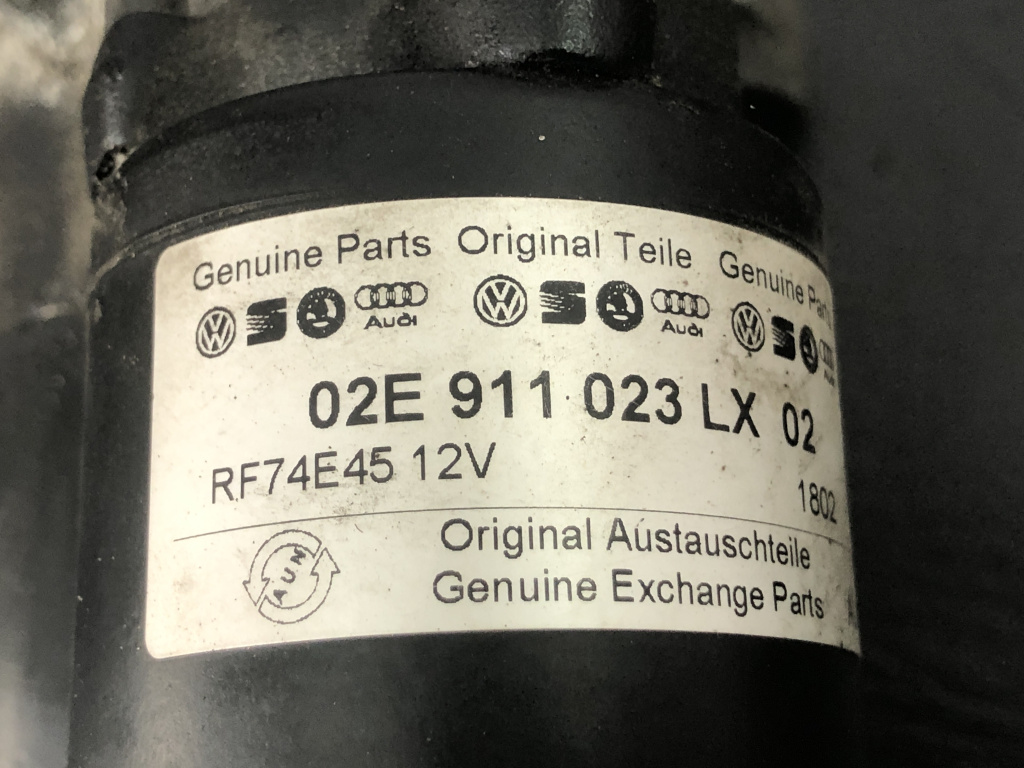 Genuine Parts Original Teile Genuine Parts
Audi Audi
02E 911 023 LX 02
RF74E45 12V
1802
Original Austauschteile
Genuine Exchange Parts